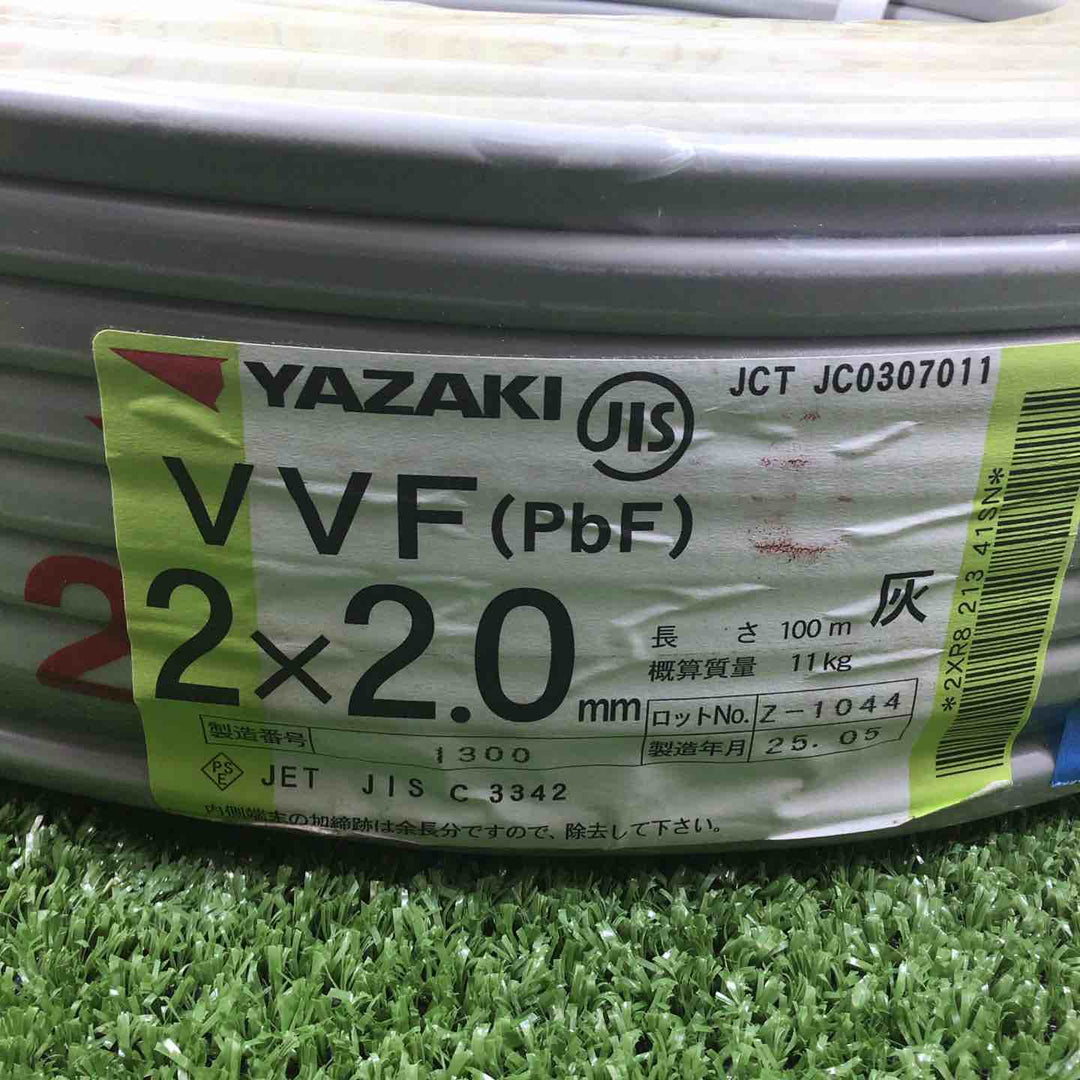 YAZAKI JIS JCT JC0307011
VVF(PbF)
2×2.0mm 灰
長さ 100m
概算質量 11kg
ロットNo. Z-1044
製造番号 1300 製造年月 25.05
PSE JET JIS C 3342
内側端末の加締跡は余長分ですので、除去して下さい。
*2XR8 213 41SN*
2